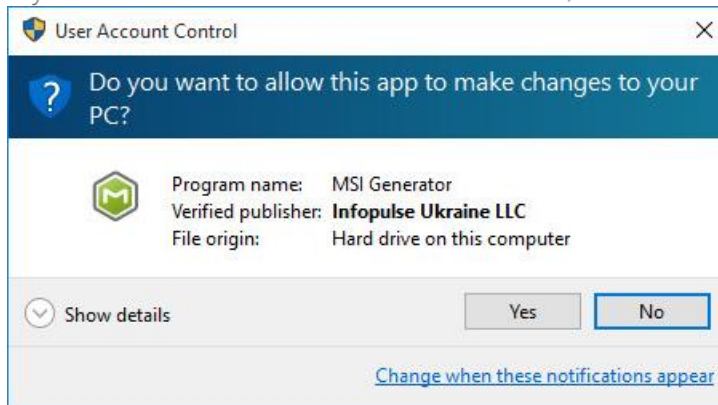 User Account Control
Do you want to allow this app to make changes to your
PC?
Program name: MSI Generator
Verified publisher: Infopulse Ukraine LLC
File origin: Hard drive on this computer
Show details
Yes
No
Change when these notifications appear